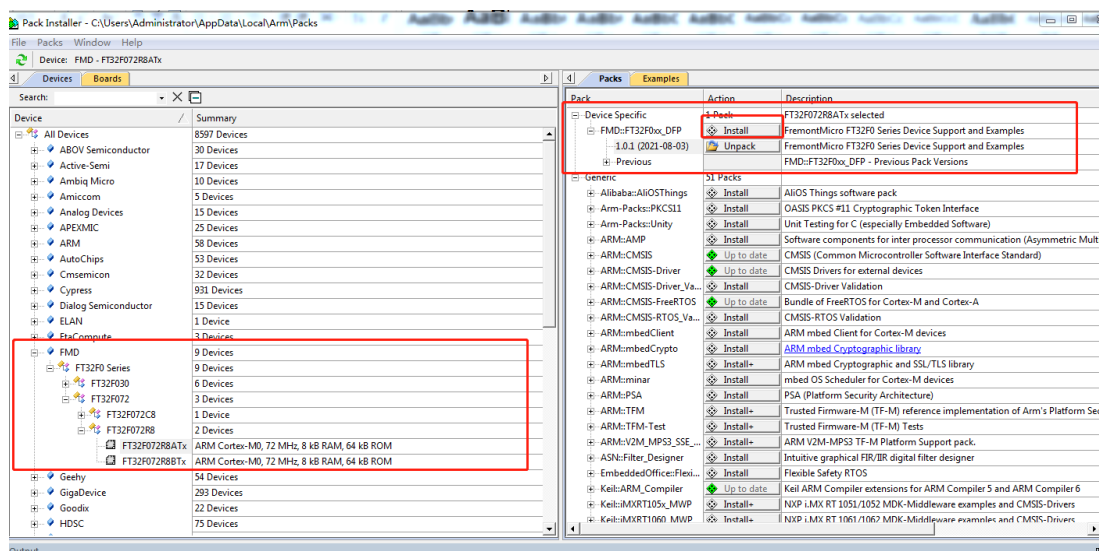 Pack Installer - C:\Users\Administrator\AppData\Local\Arm\Packs
File Packs Window Help
Device: FMD - FT32F072R8ATx
Devices Boards
Search:
Device / Summary
All Devices 8597 Devices
ABOV Semiconductor 30 Devices
Active-Semi 17 Devices
Ambiq Micro 10 Devices
Amiccom 5 Devices
Analog Devices 15 Devices
APEXMIC 25 Devices
ARM 58 Devices
AutoChips 53 Devices
Cmsemicon 32 Devices
Cypress 931 Devices
Dialog Semiconductor 15 Devices
ELAN 1 Device
EtaCompute 3 Devices
FMD 9 Devices
FT32F0 Series 9 Devices
FT32F030 6 Devices
FT32F072 3 Devices
FT32F072C8 1 Device
FT32F072R8 2 Devices
FT32F072R8ATx ARM Cortex-M0, 72 MHz, 8 kB RAM, 64 kB ROM
FT32F072R8BTx ARM Cortex-M0, 72 MHz, 8 kB RAM, 64 kB ROM
Geehy 54 Devices
GigaDevice 293 Devices
Goodix 22 Devices
HDSC 75 Devices
Packs Examples
Pack Action Description
Device Specific 1 Pack FT32F072R8ATx selected
FMD::FT32F0xx_DFP Install FremontMicro FT32F0 Series Device Support and Examples
1.0.1 (2021-08-03) Unpack FremontMicro FT32F0 Series Device Support and Examples
Previous FMD::FT32F0xx_DFP - Previous Pack Versions
Generic 51 Packs
Alibaba::AliOSThings Install AliOS Things software pack
Arm-Packs::PKCS11 Install OASIS PKCS #11 Cryptographic Token Interface
Arm-Packs::Unity Install Unit Testing for C (especially Embedded Software)
ARM::AMP Install Software components for inter processor communication (Asymmetric Mult
ARM::CMSIS Up to date CMSIS (Common Microcontroller Software Interface Standard)
ARM::CMSIS-Driver Install CMSIS Drivers for external devices
ARM::CMSIS-Driver_Va... Install CMSIS-Driver Validation
ARM::CMSIS-FreeRTOS Up to date Bundle of FreeRTOS for Cortex-M and Cortex-A
ARM::CMSIS-RTOS_Va... Install CMSIS-RTOS Validation
ARM::mbedClient Install ARM mbed Client for Cortex-M devices
ARM::mbedCrypto Install ARM mbed Cryptographic library
ARM::mbedTLS Install+ ARM mbed Cryptographic and SSL/TLS library
ARM::minar Install mbed OS Scheduler for Cortex-M devices
ARM::PSA Install PSA (Platform Security Architecture)
ARM::TFM Install+ Trusted Firmware-M (TF-M) reference implementation of Arm's Platform Sec
ARM::TFM-Test Install+ Trusted Firmware-M (TF-M) Tests
ARM::V2M_MPS3_SSE_... Install+ ARM V2M-MPS3 TF-M Platform Support pack.
ASN::Filter_Designer Install Intuitive graphical FIR/IIR digital filter designer
EmbeddedOffice::Flexi... Install Flexible Safety RTOS
Keil::ARM_Compiler Up to date Keil ARM Compiler extensions for ARM Compiler 5 and ARM Compiler 6
Keil::iMXRT105x_MWP Install+ NXP i.MX RT 1051/1052 MDK-Middleware examples and CMSIS-Drivers
Keil::iMXRT1060_MWP Install+ NXP i.MX RT 1061/1062 MDK-Middleware examples and CMSIS-Drivers
Output